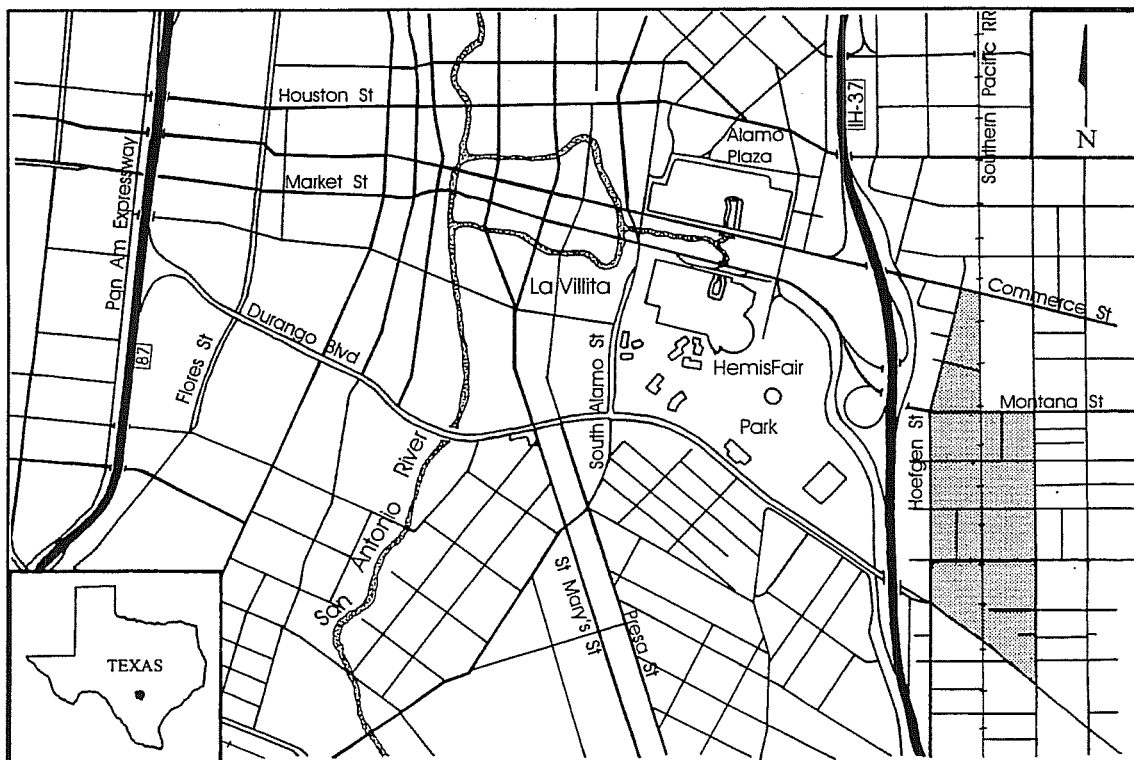 Houston St
Market St
Pan Am Expressway
87
Flores St
Durango Blvd
San Antonio River
La Villita
South Alamo St
Alamo
Plaza
IH-37
Southern Pacific RR
N
Commerce St
HemisFair
Park
Montana St
Hoefgen St
St Mary's St
Presa St
TEXAS